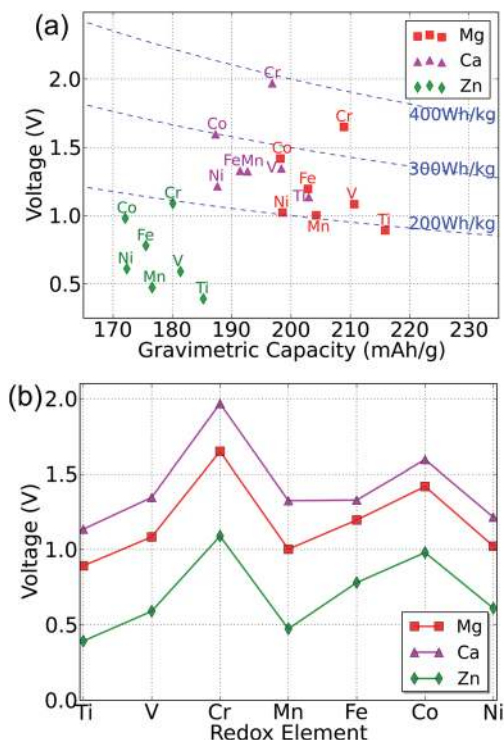 (a)
Voltage (V)
2.0
1.5
1.0
0.5
Mg
Ca
Zn
Cr
400Wh/kg
Cr
Co
Co
300Wh/kg
FeMn
V
Ni
Fe
Ti
V
Ni
Mn
Ti
200Wh/kg
Cr
Co
Fe
Ni
V
Mn
Ti
170 180 190 200 210 220 230
Gravimetric Capacity (mAh/g)
(b)
Voltage (V)
2.0
1.5
1.0
0.5
0.0
Mg
Ca
Zn
Ti V Cr Mn Fe Co Ni
Redox Element